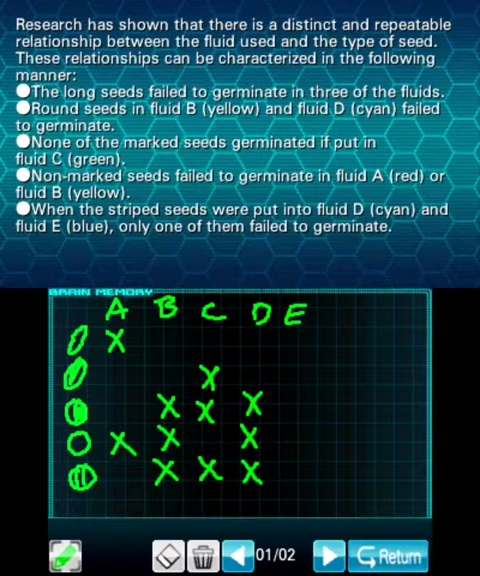 Research has shown that there is a distinct and repeatable
relationship between the fluid used and the type of seed.
These relationships can be characterized in the following
manner:
●The long seeds failed to germinate in three of the fluids.
●Round seeds in fluid B (yellow) and fluid D (cyan) failed
to germinate.
●None of the marked seeds germinated if put in
fluid C (green).
●Non-marked seeds failed to germinate in fluid A (red) or
fluid B (yellow).
●When the striped seeds were put into fluid D (cyan) and
fluid E (blue), only one of them failed to germinate.
BRAIN MEMORY
A B C D E
X
X
X X X
X X X
X X X
01/02
Return